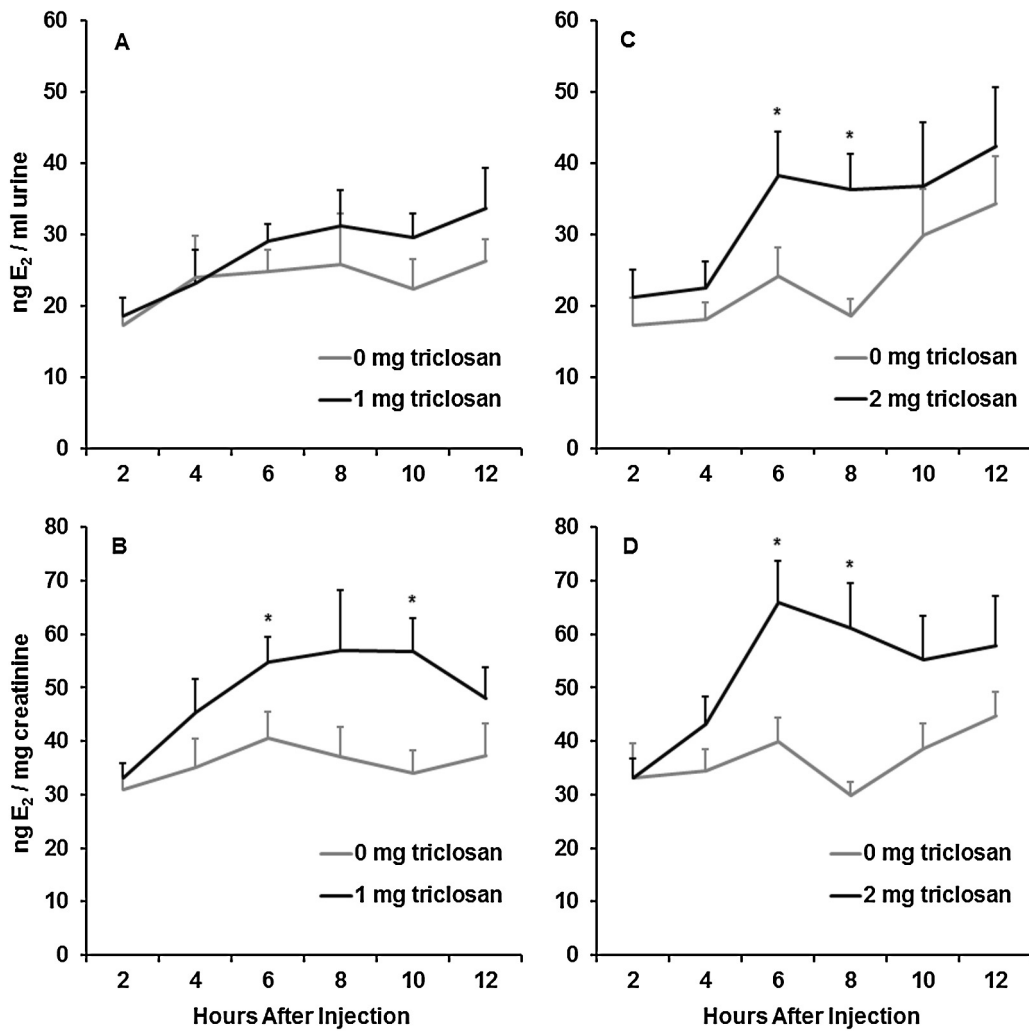 A
ng E₂ / ml urine
60
50
40
30
20
10
0
0 mg triclosan
1 mg triclosan
2 4 6 8 10 12
C
60
50
40
30
20
10
0
* *
0 mg triclosan
2 mg triclosan
2 4 6 8 10 12
B
ng E₂ / mg creatinine
80
70
60
50
40
30
20
10
0
* *
0 mg triclosan
1 mg triclosan
2 4 6 8 10 12
Hours After Injection
D
80
70
60
50
40
30
20
10
0
* *
0 mg triclosan
2 mg triclosan
2 4 6 8 10 12
Hours After Injection